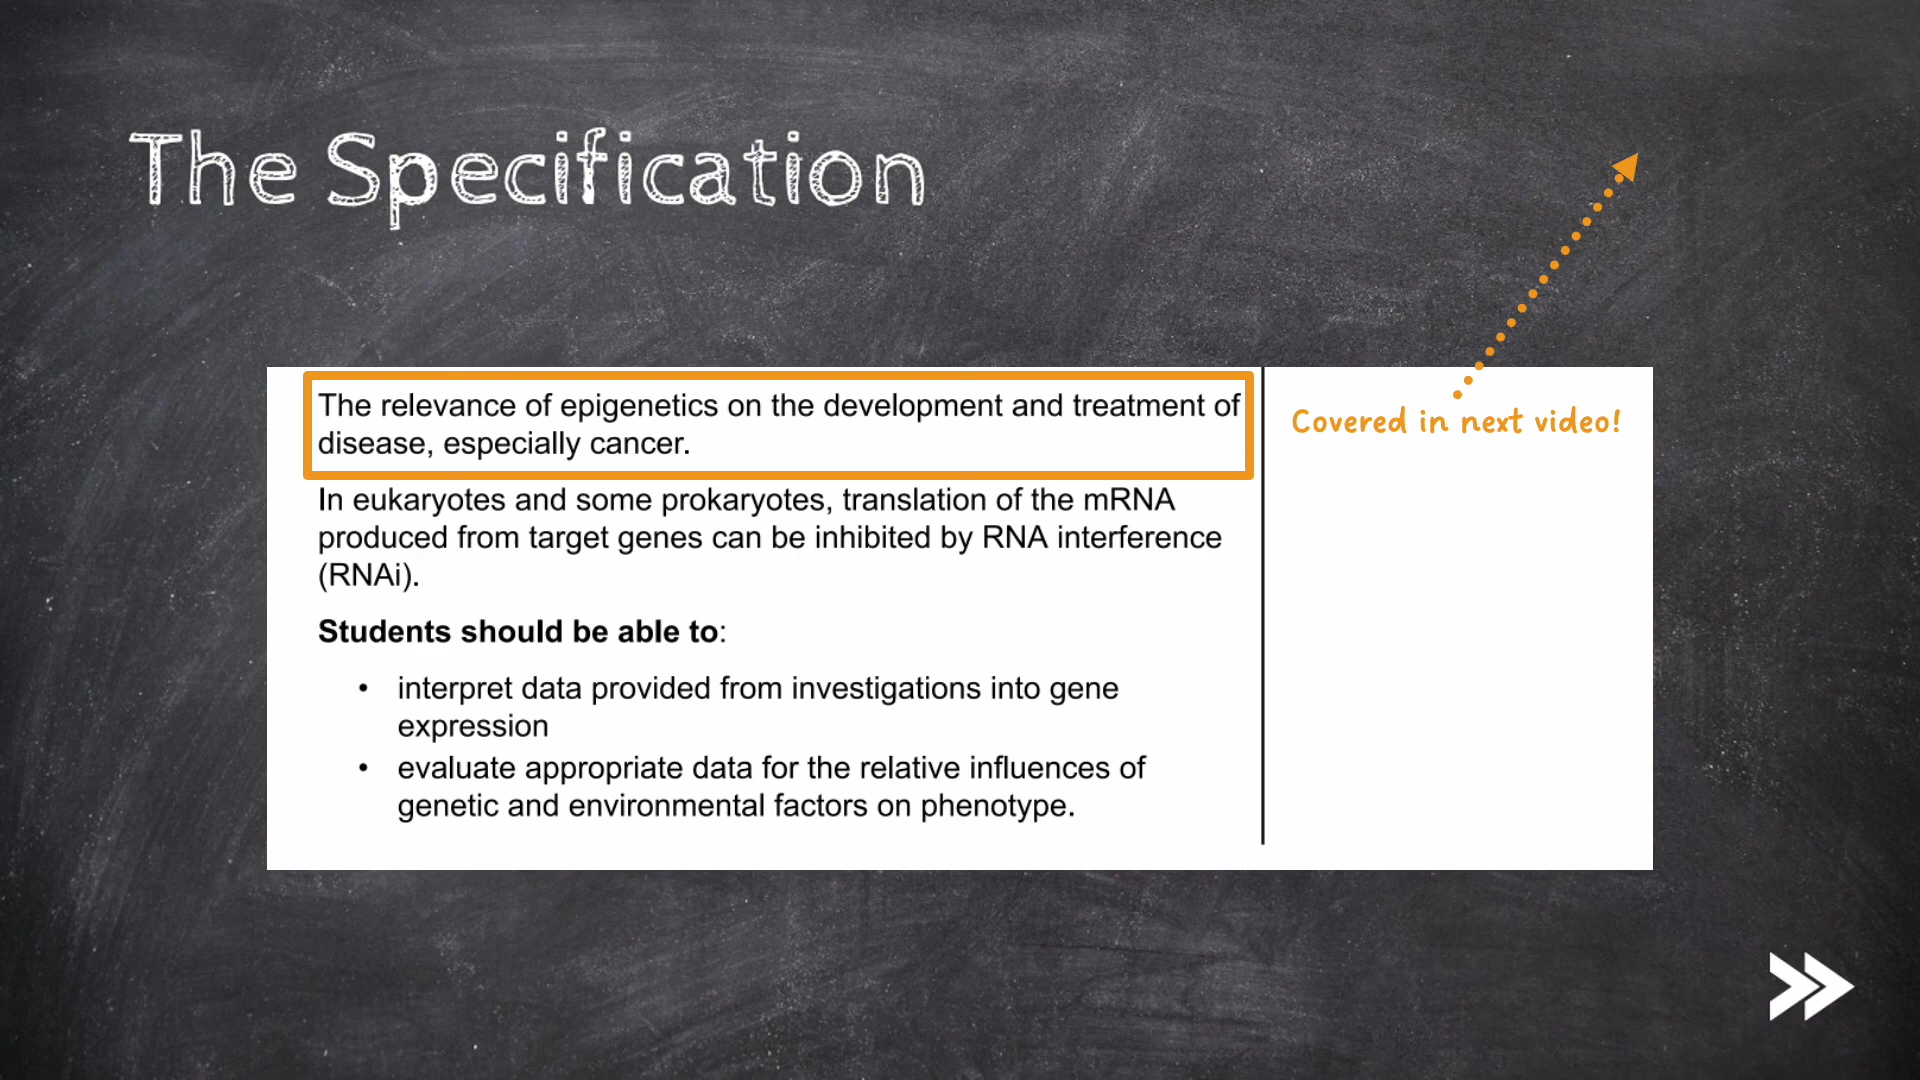 The Specification
The relevance of epigenetics on the development and treatment of
disease, especially cancer.
Covered in next video!
In eukaryotes and some prokaryotes, translation of the mRNA
produced from target genes can be inhibited by RNA interference
(RNAi).
Students should be able to:
• interpret data provided from investigations into gene
expression
• evaluate appropriate data for the relative influences of
genetic and environmental factors on phenotype.